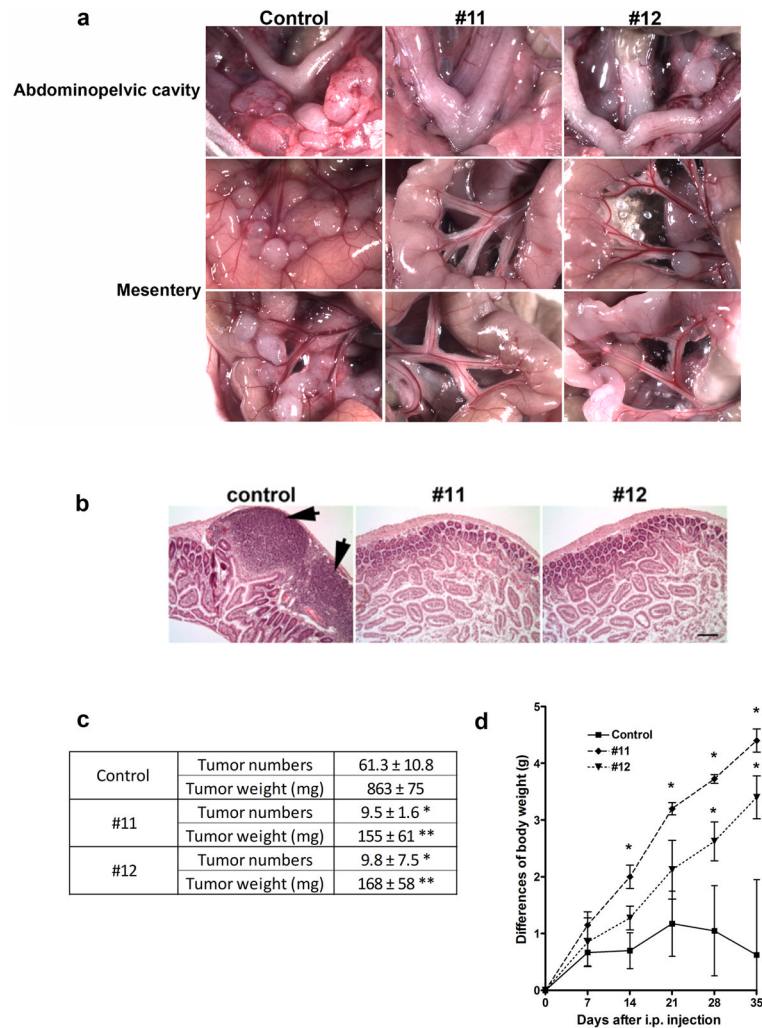 a
Control #11 #12
Abdominopelvic cavity
Mesentery
b
control #11 #12
c
Control Tumor numbers 61.3 ± 10.8
Tumor weight (mg) 863 ± 75
#11 Tumor numbers 9.5 ± 1.6 *
Tumor weight (mg) 155 ± 61 **
#12 Tumor numbers 9.8 ± 7.5 *
Tumor weight (mg) 168 ± 58 **
d
Differences of body weight (g)
5
4
3
2
1
0
Control
#11
#12
* * * * * *
0 7 14 21 28 35
Days after i.p. injection